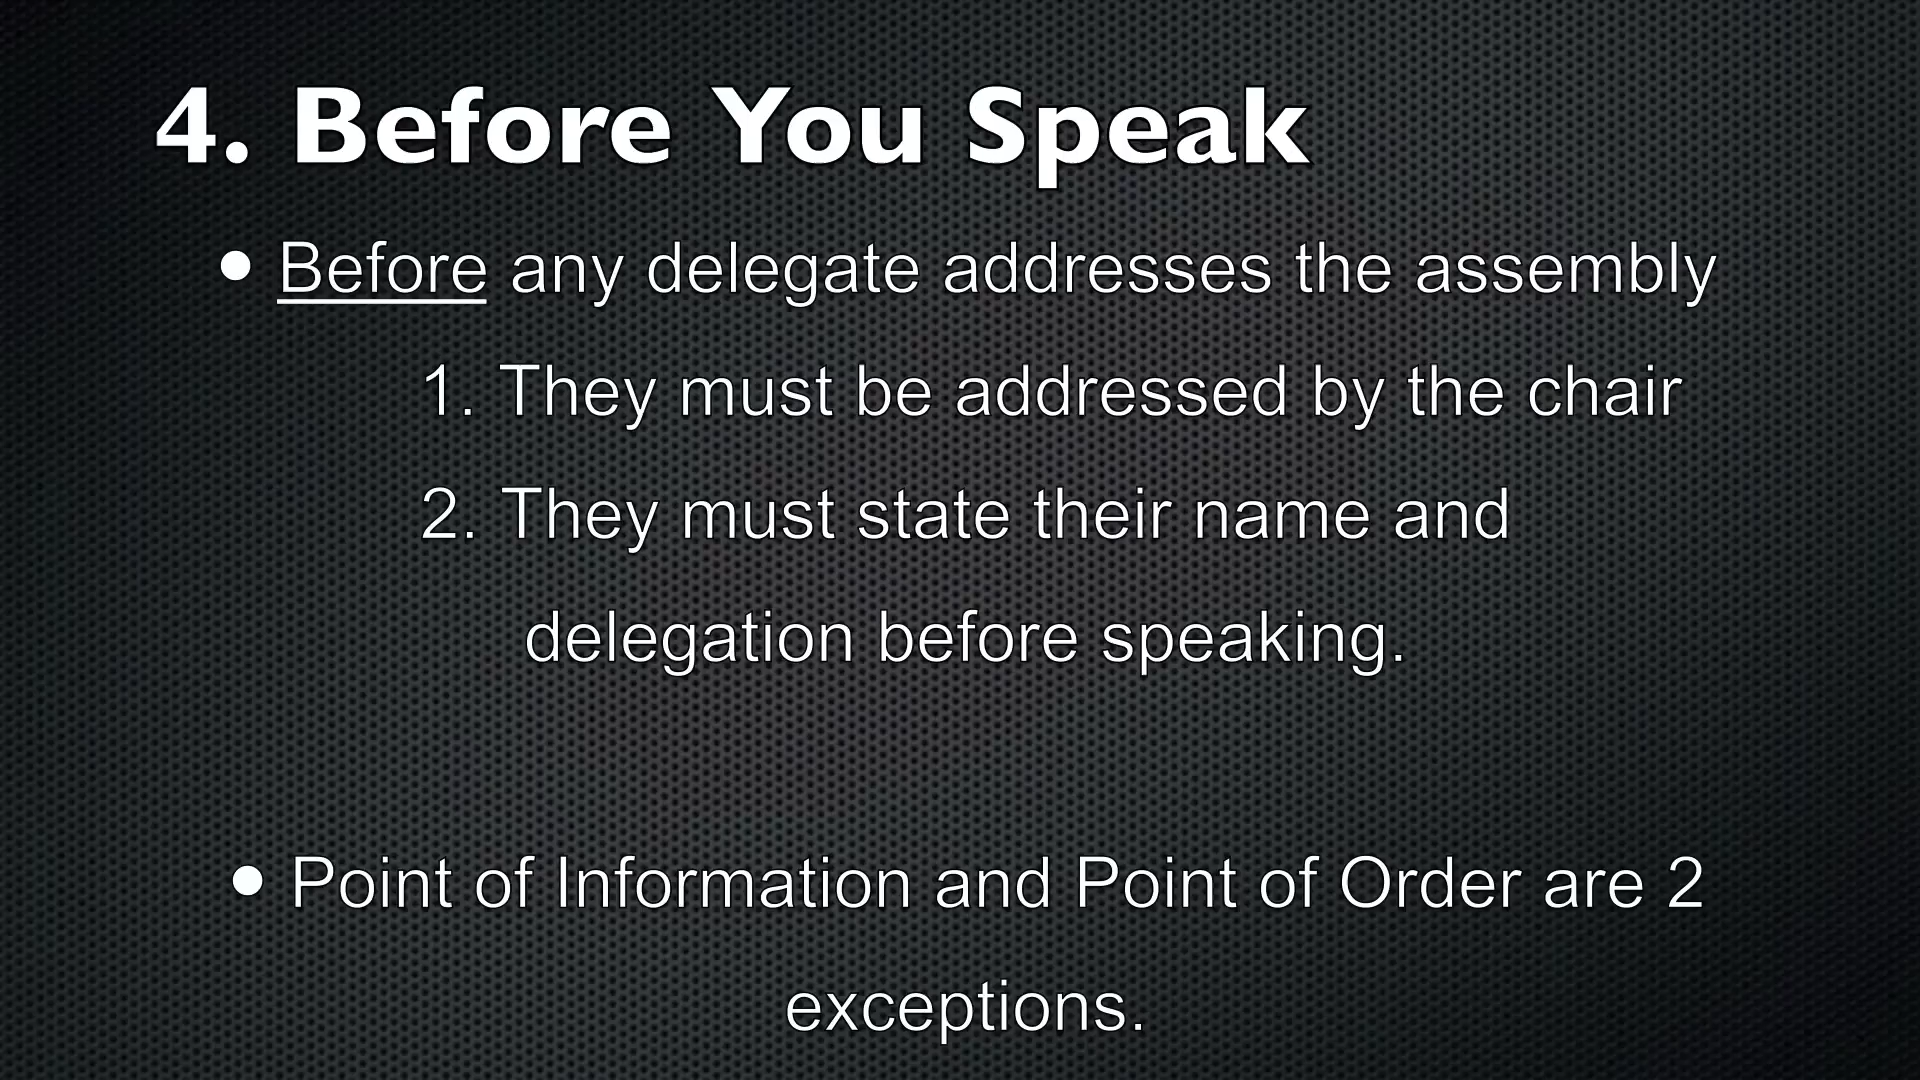 4. Before You Speak
• Before any delegate addresses the assembly
1. They must be addressed by the chair
2. They must state their name and
delegation before speaking.
• Point of Information and Point of Order are 2
exceptions.